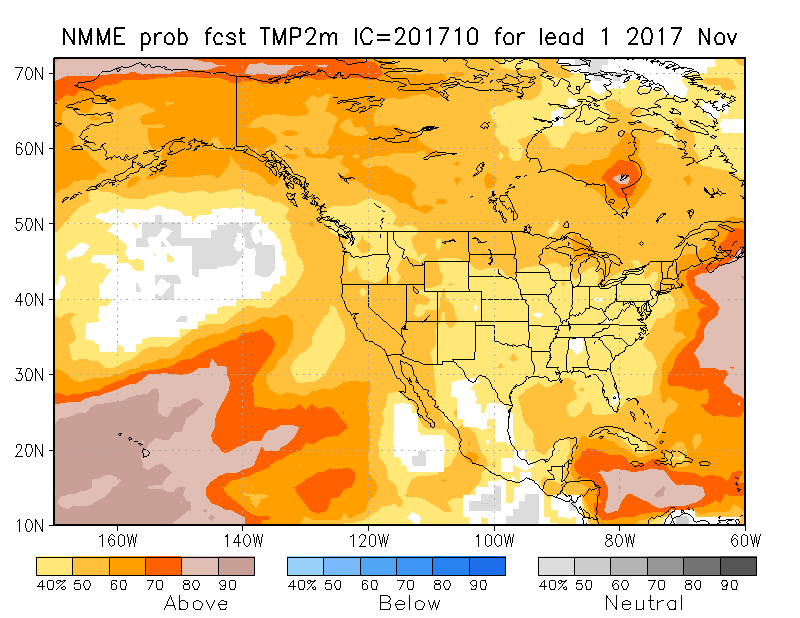 NMME prob fcst TMP2m IC=201710 for lead 1 2017 Nov
70N
60N
50N
40N
30N
20N
10N
160W 140W 120W 100W 80W 60W
40% 50 60 70 80 90 40% 50 60 70 80 90 40% 50 60 70 80 90
Above Below Neutral